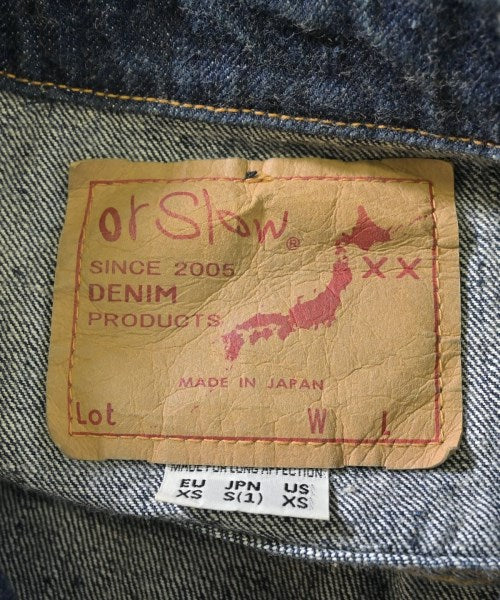 orSlow®
SINCE 2005
XX
DENIM
PRODUCTS
MADE IN JAPAN
Lot W L
MADE FOR LONG AFFECTION
EU JPN US
XS S(1) XS